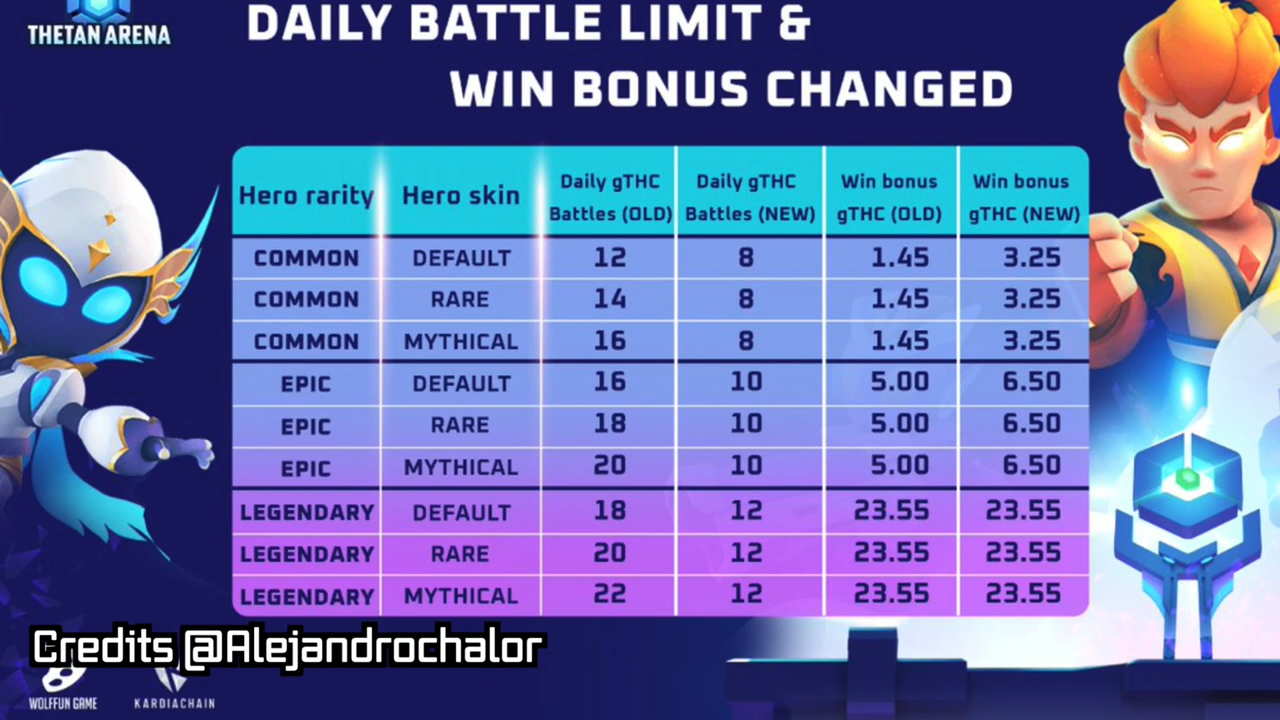 THETAN ARENA
DAILY BATTLE LIMIT &
WIN BONUS CHANGED
Hero rarity Hero skin Daily gTHC Battles (OLD) Daily gTHC Battles (NEW) Win bonus gTHC (OLD) Win bonus gTHC (NEW)
COMMON DEFAULT 12 8 1.45 3.25
COMMON RARE 14 8 1.45 3.25
COMMON MYTHICAL 16 8 1.45 3.25
EPIC DEFAULT 16 10 5.00 6.50
EPIC RARE 18 10 5.00 6.50
EPIC MYTHICAL 20 10 5.00 6.50
LEGENDARY DEFAULT 18 12 23.55 23.55
LEGENDARY RARE 20 12 23.55 23.55
LEGENDARY MYTHICAL 22 12 23.55 23.55
Credits @Alejandrochalor
WOLFFUN GAME KARDIACHAIN